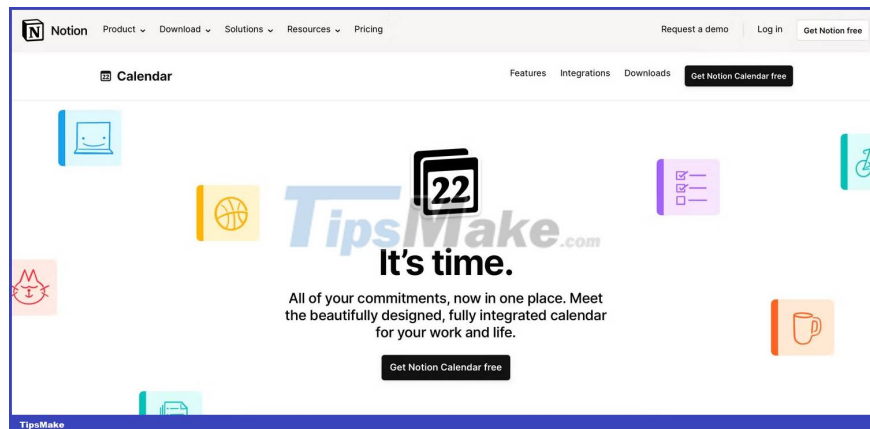 Notion Product Download Solutions Resources Pricing Request a demo Log in Get Notion free
22 Calendar Features Integrations Downloads Get Notion Calendar free
22
TipsMake.com
It's time.
All of your commitments, now in one place. Meet
the beautifully designed, fully integrated calendar
for your work and life.
Get Notion Calendar free
TipsMake